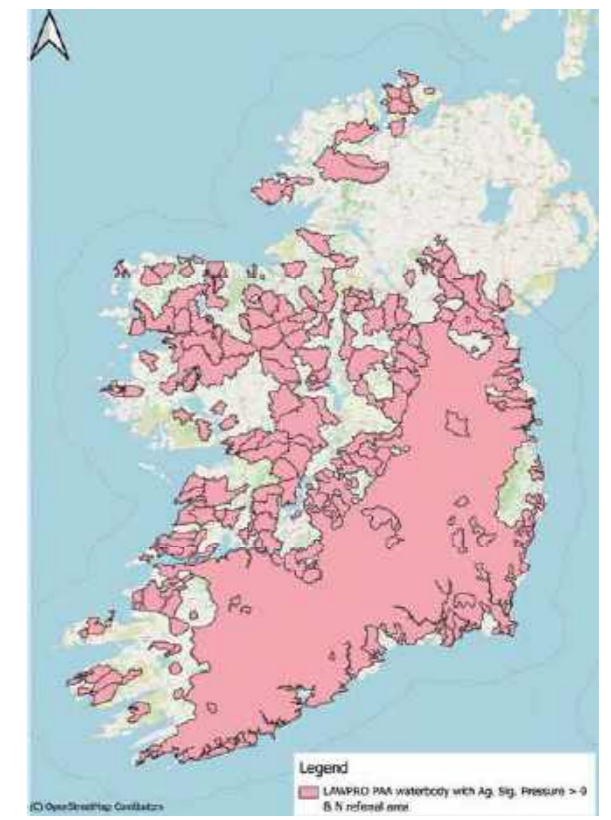 Legend
LAWPRO PAA waterbody with Ag. Sig. Pressure > 0
& N referral area
(C) OpenStreetMap Contributors